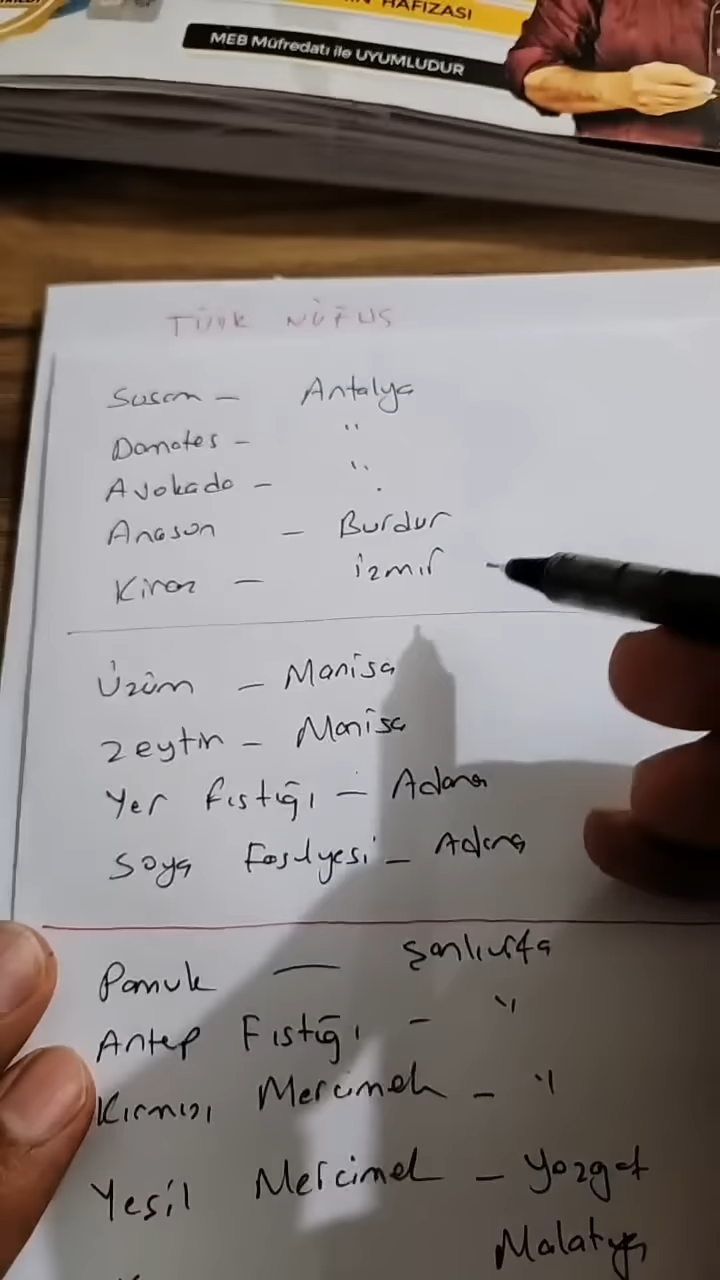 HAFIZASI
MEB Müfredatı ile UYUMLUDUR
TÜRK NÜFUS
Susam - Antalya
Domates - "
Avokado - "
Anason - Burdur
Kiraz - İzmir
Üzüm - Manisa
Zeytin - Manisa
Yer fıstığı - Adana
Soya Fasulyesi - Adana
Pamuk - Şanlıurfa
Antep Fıstığı - "
Kırmızı Mercimek - "
Yeşil Mercimek - Yozgat
Malatya